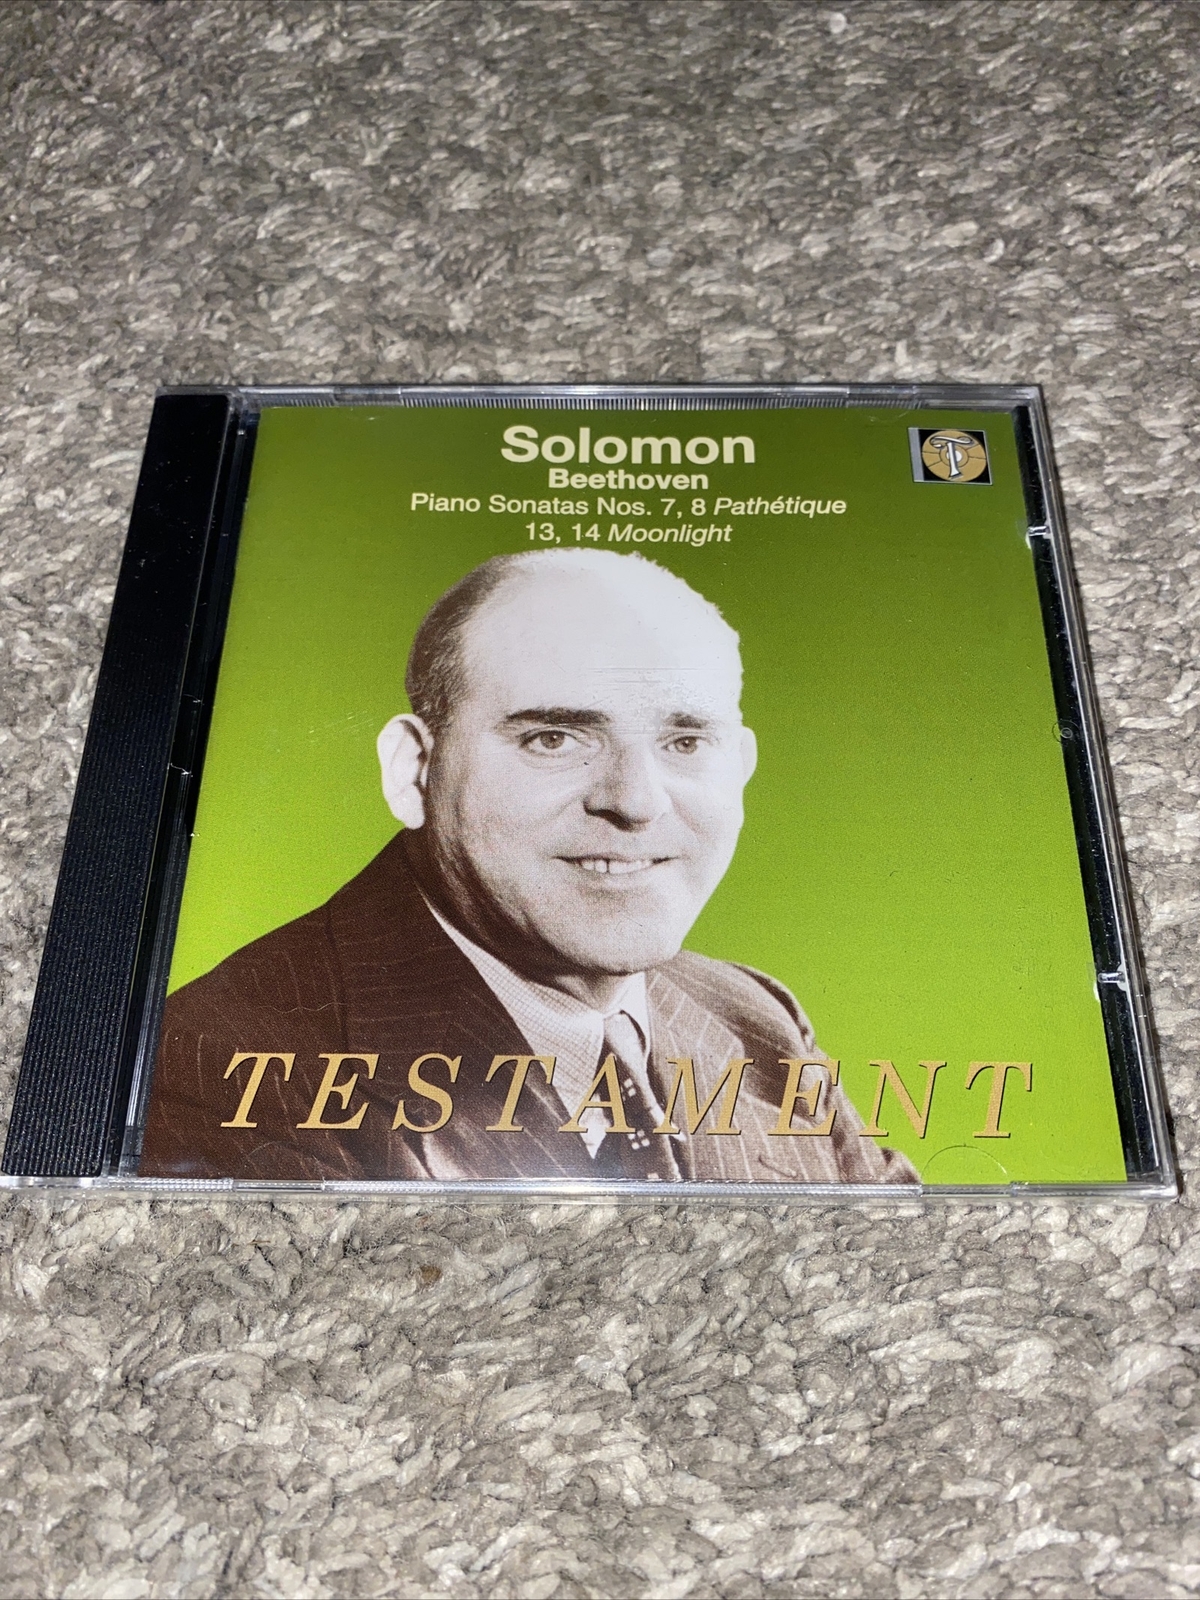 Solomon
Beethoven
Piano Sonatas Nos. 7, 8 Pathétique
13, 14 Moonlight
T
TESTAMENT